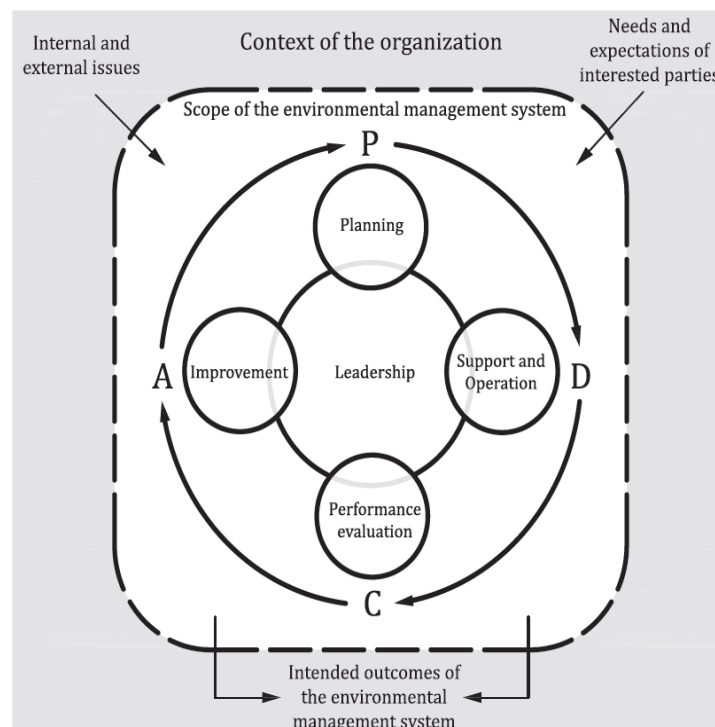 Internal and
external issues
Context of the organization
Needs and
expectations of
interested parties
Scope of the environmental management system
P
Planning
A
Improvement
Leadership
Support and
Operation
D
Performance
evaluation
C
Intended outcomes of
the environmental
management system